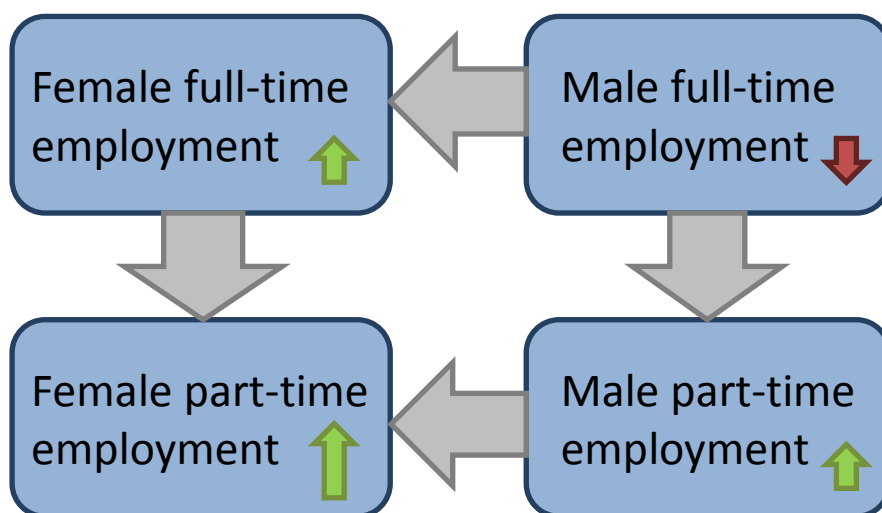 Female full-time
employment
Male full-time
employment
Female part-time
employment
Male part-time
employment